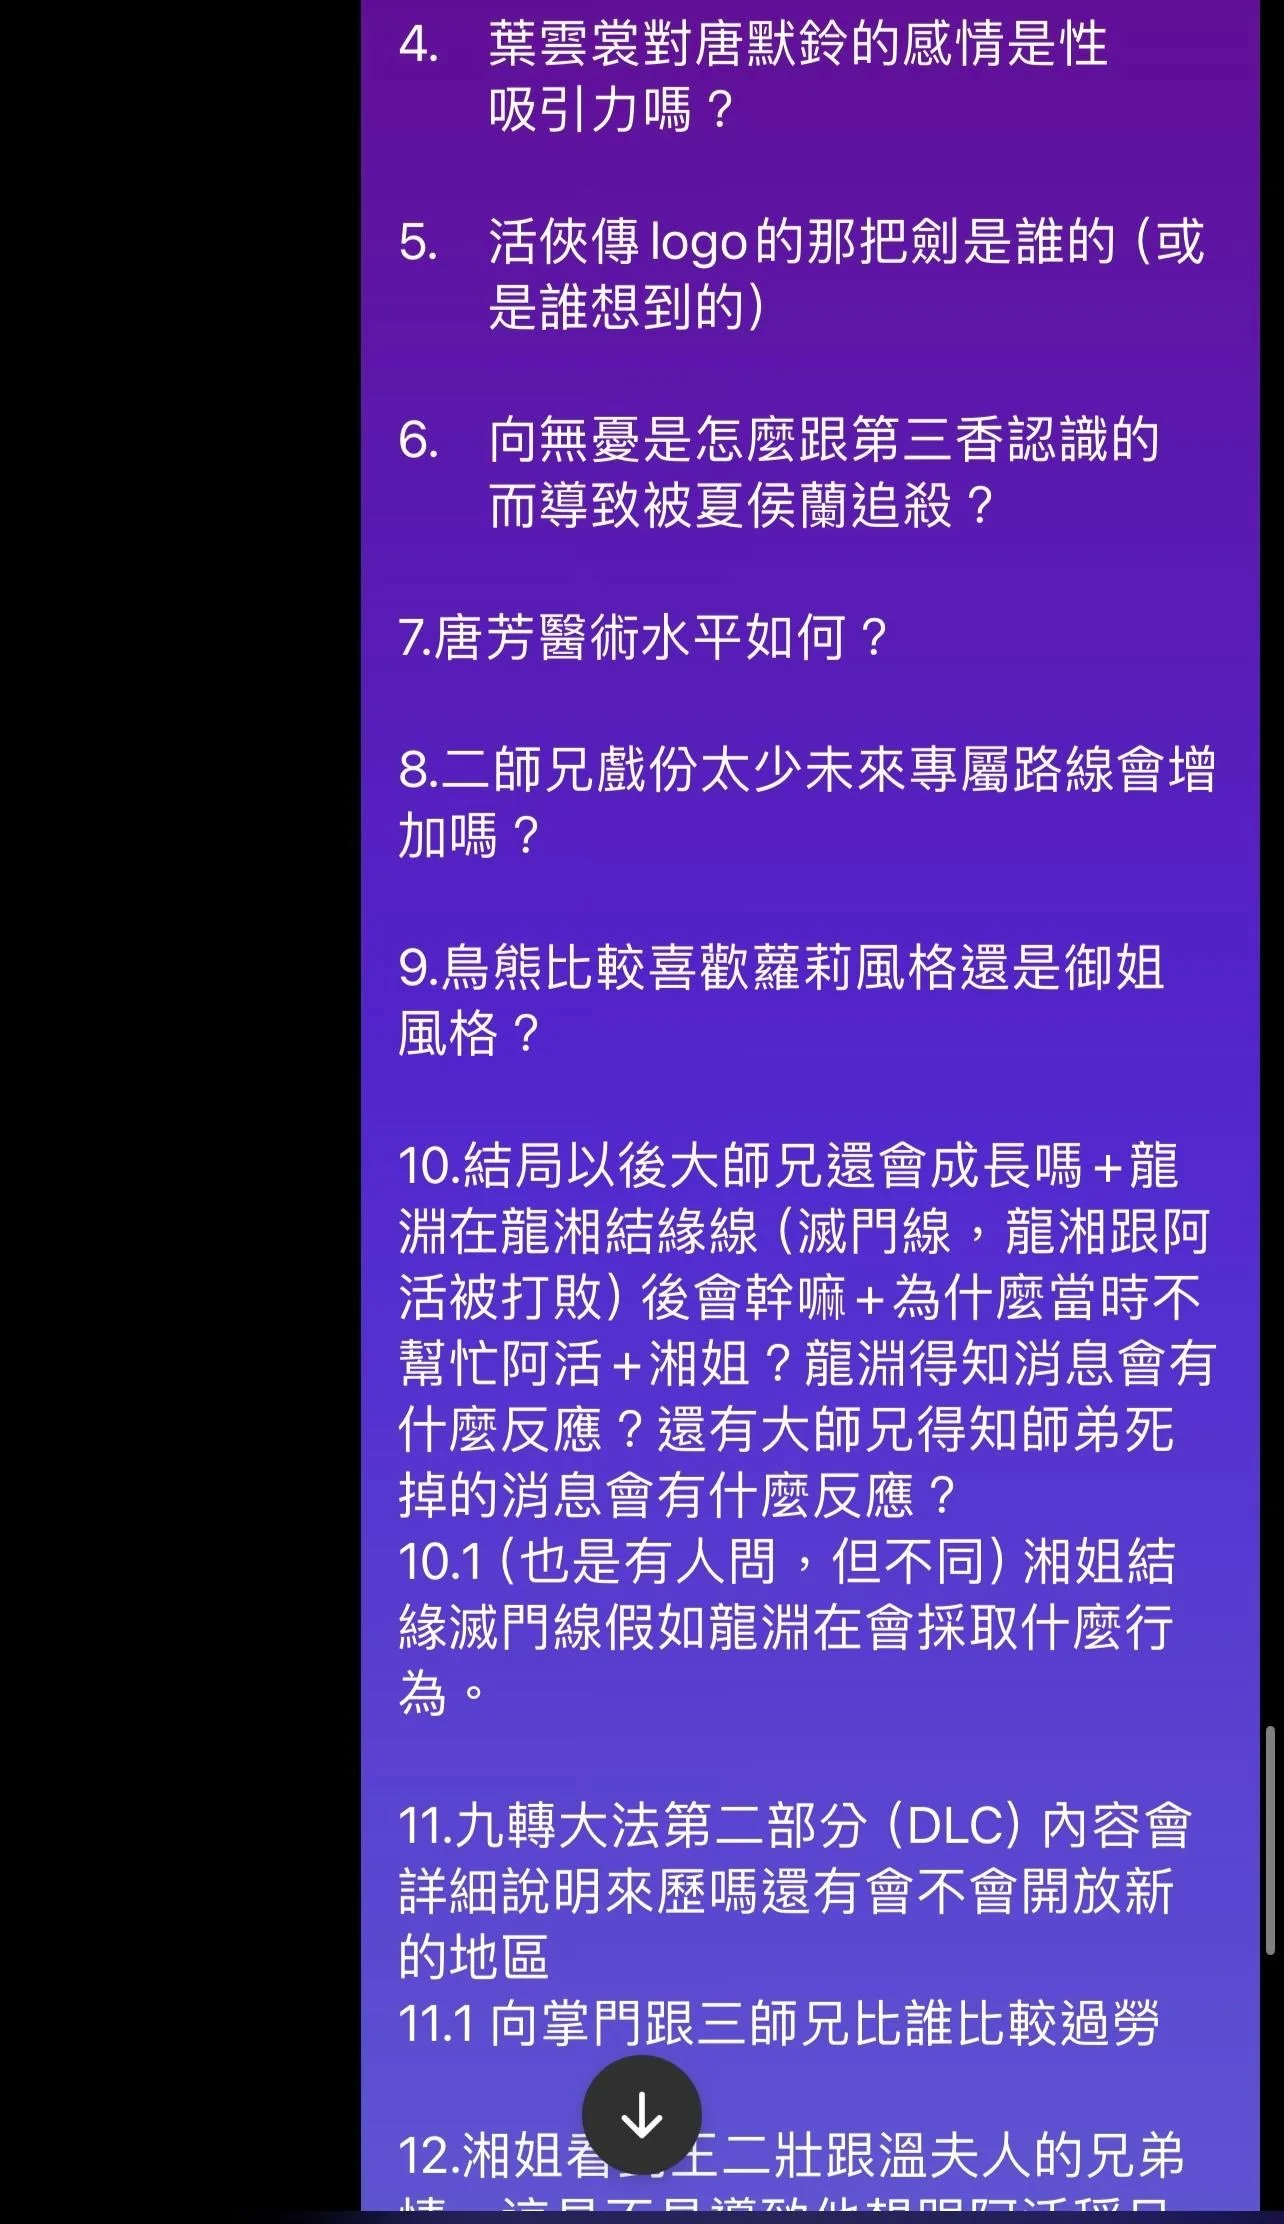 4. 葉雲裳對唐默鈴的感情是性
吸引力嗎？
5. 活俠傳logo的那把劍是誰的（或
是誰想到的）
6. 向無憂是怎麼跟第三香認識的
而導致被夏侯蘭追殺？
7.唐芳醫術水平如何？
8.二師兄戲份太少未來專屬路線會增
加嗎？
9.鳥熊比較喜歡蘿莉風格還是御姐
風格？
10.結局以後大師兄還會成長嗎+龍
淵在龍湘結緣線（滅門線，龍湘跟阿
活被打敗）後會幹嘛+為什麼當時不
幫忙阿活+湘姐？龍淵得知消息會有
什麼反應？還有大師兄得知師弟死
掉的消息會有什麼反應？
10.1（也是有人問，但不同）湘姐結
緣滅門線假如龍淵在會採取什麼行
為。
11.九轉大法第二部分（DLC）內容會
詳細說明來歷嗎還有會不會開放新
的地區
11.1 向掌門跟三師兄比誰比較過勞
12.湘姐看 王二壯跟溫夫人的兄弟